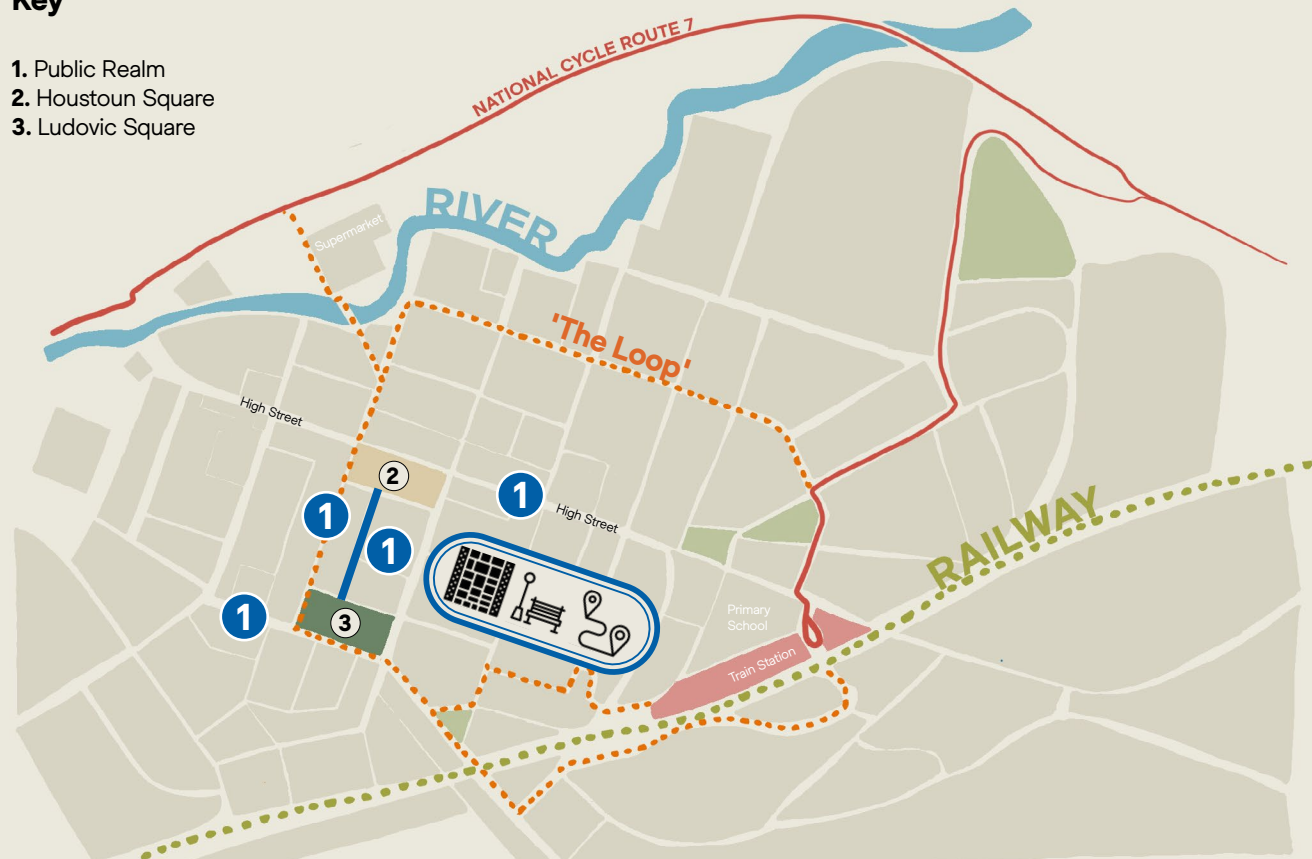 Key
1. Public Realm
2. Houstoun Square
3. Ludovic Square
NATIONAL CYCLE ROUTE 7
RIVER
Supermarket
'The Loop'
High Street
2
1
1
High Street
1
RAILWAY
1
3
Primary
School
Train Station